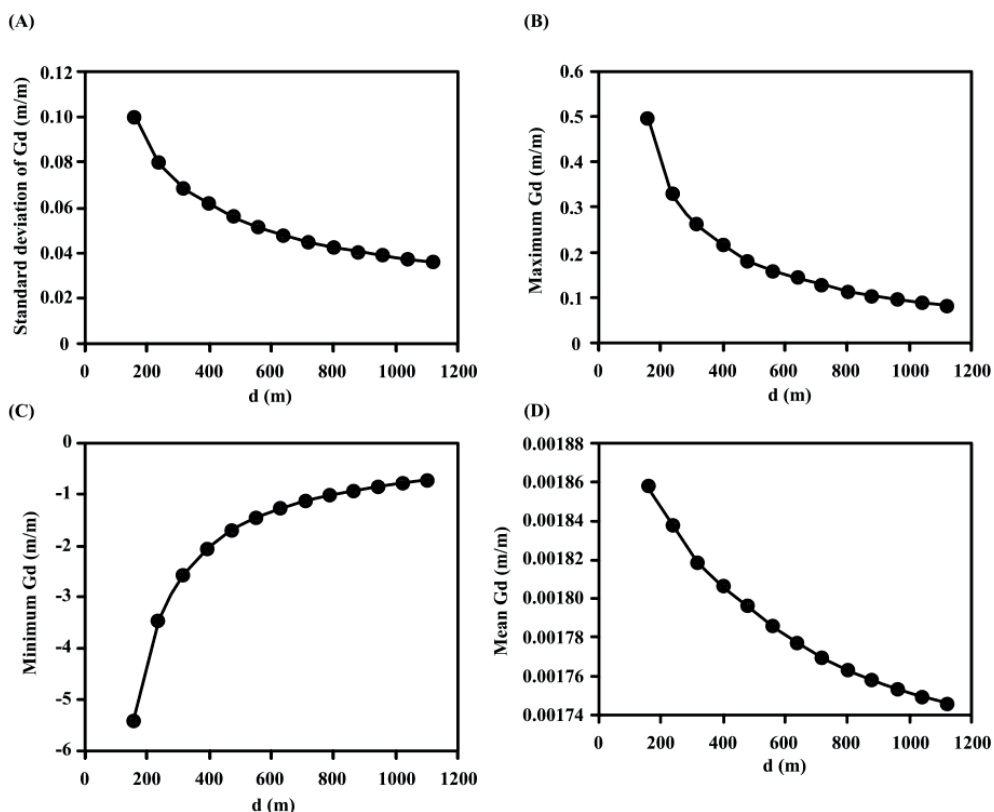 (A)
Standard deviation of Gd (m/m)
0.12
0.10
0.08
0.06
0.04
0.02
0
0 200 400 600 800 1000 1200
d (m)
(B)
Maximum Gd (m/m)
0.6
0.5
0.4
0.3
0.2
0.1
0
0 200 400 600 800 1000 1200
d (m)
(C)
Minimum Gd (m/m)
0
-1
-2
-3
-4
-5
-6
0 200 400 600 800 1000 1200
d (m)
(D)
Mean Gd (m/m)
0.00188
0.00186
0.00184
0.00182
0.00180
0.00178
0.00176
0.00174
0 200 400 600 800 1000 1200
d (m)